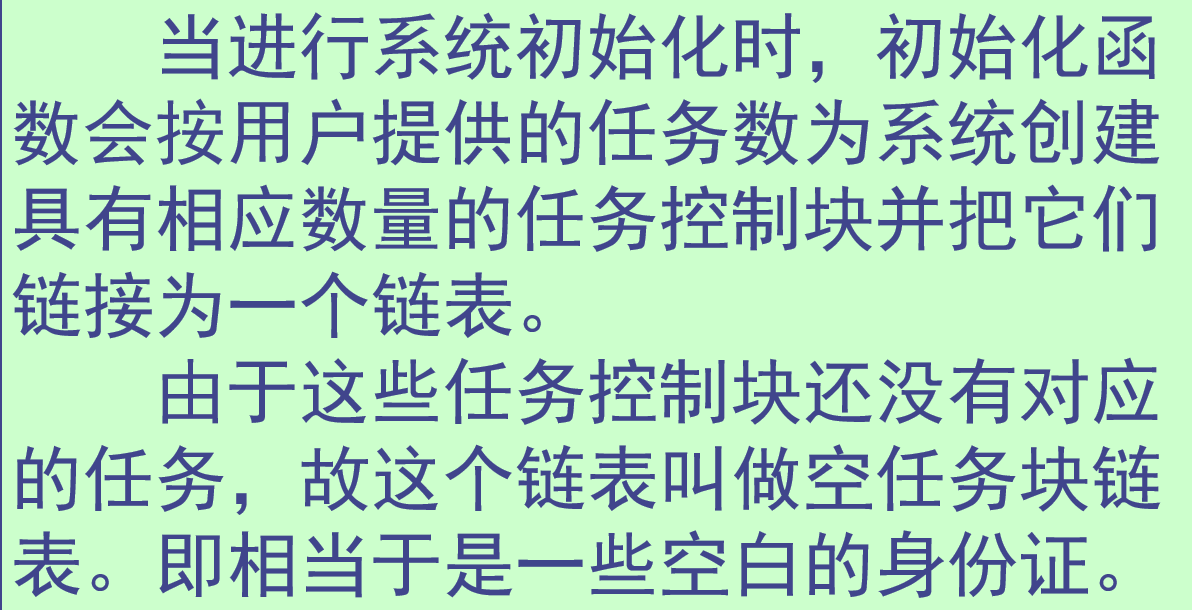 当进行系统初始化时，初始化函
数会按用户提供的任务数为系统创建
具有相应数量的任务控制块并把它们
链接为一个链表。
由于这些任务控制块还没有对应
的任务，故这个链表叫做空任务块链
表。即相当于是一些空白的身份证。